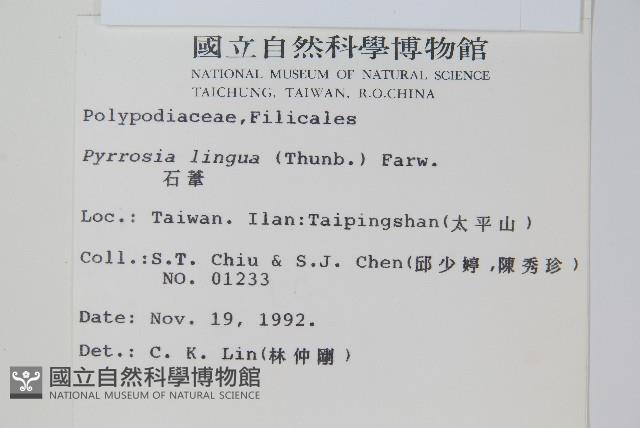 國立自然科學博物館
NATIONAL MUSEUM OF NATURAL SCIENCE
TAICHUNG, TAIWAN, R.O.CHINA
Polypodiaceae,Filicales
Pyrrosia lingua (Thunb.) Farw.
石葦
Loc.: Taiwan. Ilan:Taipingshan(太平山)
Coll.:S.T. Chiu & S.J. Chen(邱少婷,陳秀珍)
NO. 01233
Date: Nov. 19, 1992.
Det.: C. K. Lin(林仲剛)
國立自然科學博物館
NATIONAL MUSEUM OF NATURAL SCIENCE